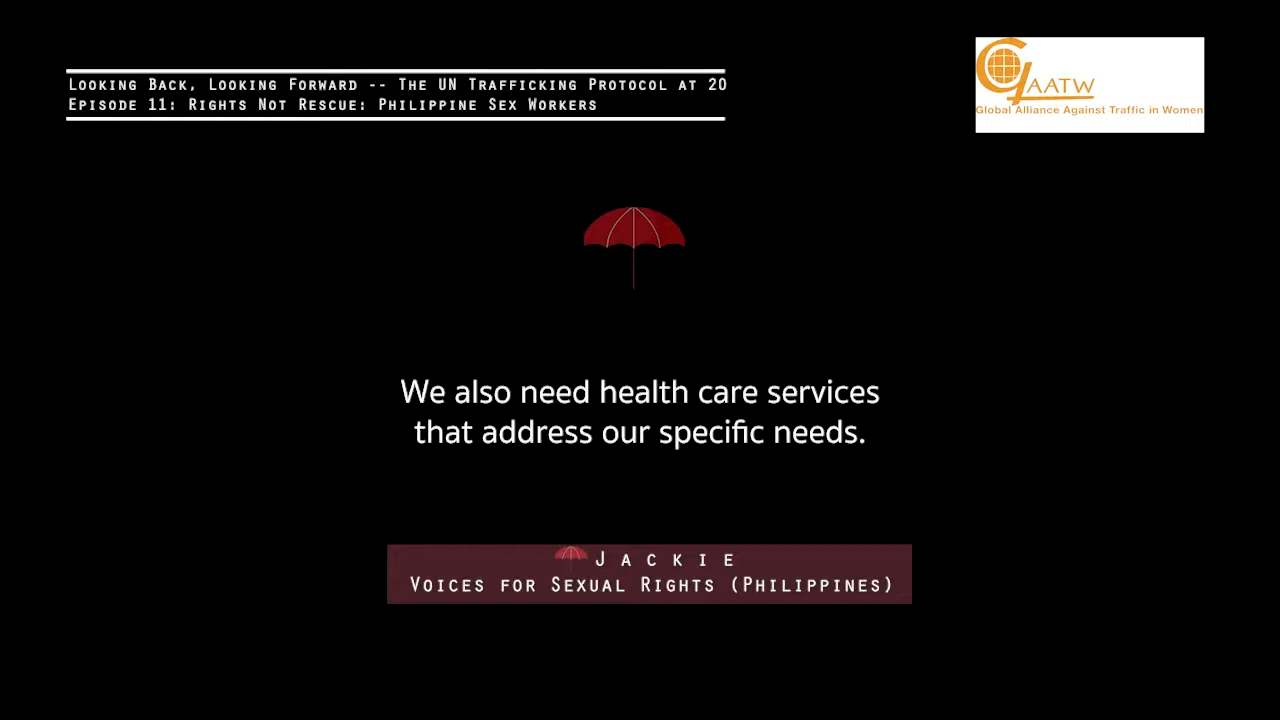 Looking Back, Looking Forward -- The UN Trafficking Protocol at 20
Episode 11: Rights Not Rescue: Philippine Sex Workers
GAATW
Global Alliance Against Traffic in Women
We also need health care services
that address our specific needs.
Jackie
Voices for Sexual Rights (Philippines)